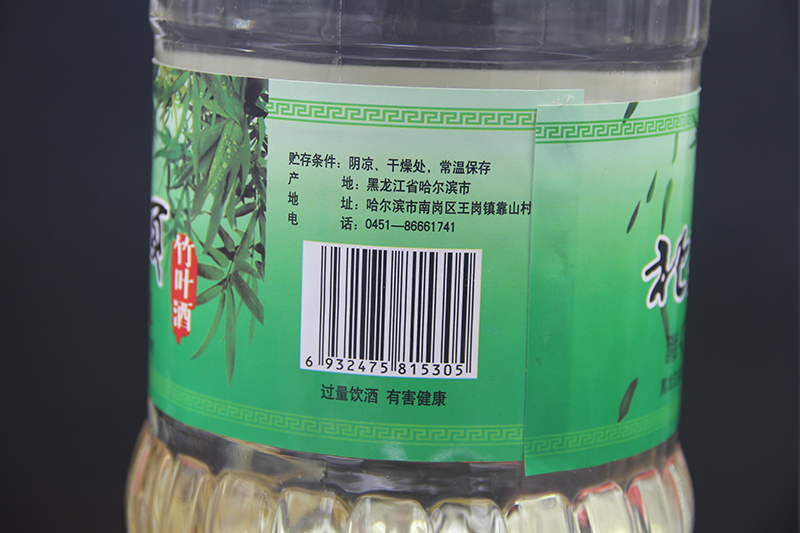 贮存条件：阴凉、干燥处，常温保存
产 地：黑龙江省哈尔滨市
地 址：哈尔滨市南岗区王岗镇靠山村
电 话：0451—86661741
竹叶酒
6 932475 815305
过量饮酒 有害健康